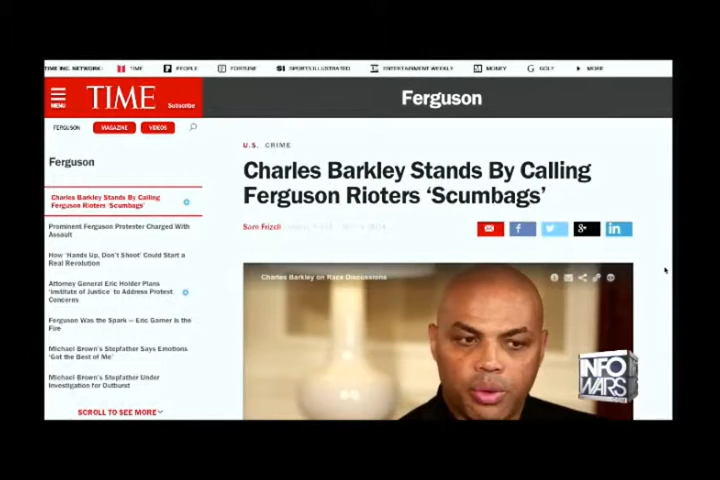 TIME INC. NETWORK:
TIME
PEOPLE
FORTUNE
SI SPORTS ILLUSTRATED
ENTERTAINMENT WEEKLY
M MONEY
G GOLF
MORE
MENU
TIME
Subscribe
Ferguson
FERGUSON
MAGAZINE
VIDEOS
Ferguson
Charles Barkley Stands By Calling
Ferguson Rioters 'Scumbags'
Prominent Ferguson Protester Charged With
Assault
How 'Hands Up, Don't Shoot' Could Start a
Real Revolution
Attorney General Eric Holder Plans
'Institute of Justice' to Address Protest
Concerns
Ferguson Was the Spark — Eric Garner Is the
Fire
Michael Brown's Stepfather Says Emotions
'Got the Best of Me'
Michael Brown's Stepfather Under
Investigation for Outburst
SCROLL TO SEE MORE
U.S. CRIME
Charles Barkley Stands By Calling
Ferguson Rioters 'Scumbags'
Sam Frizell
f
g+
in
Charles Barkley on Race Discussions
INFO
WARS
.COM